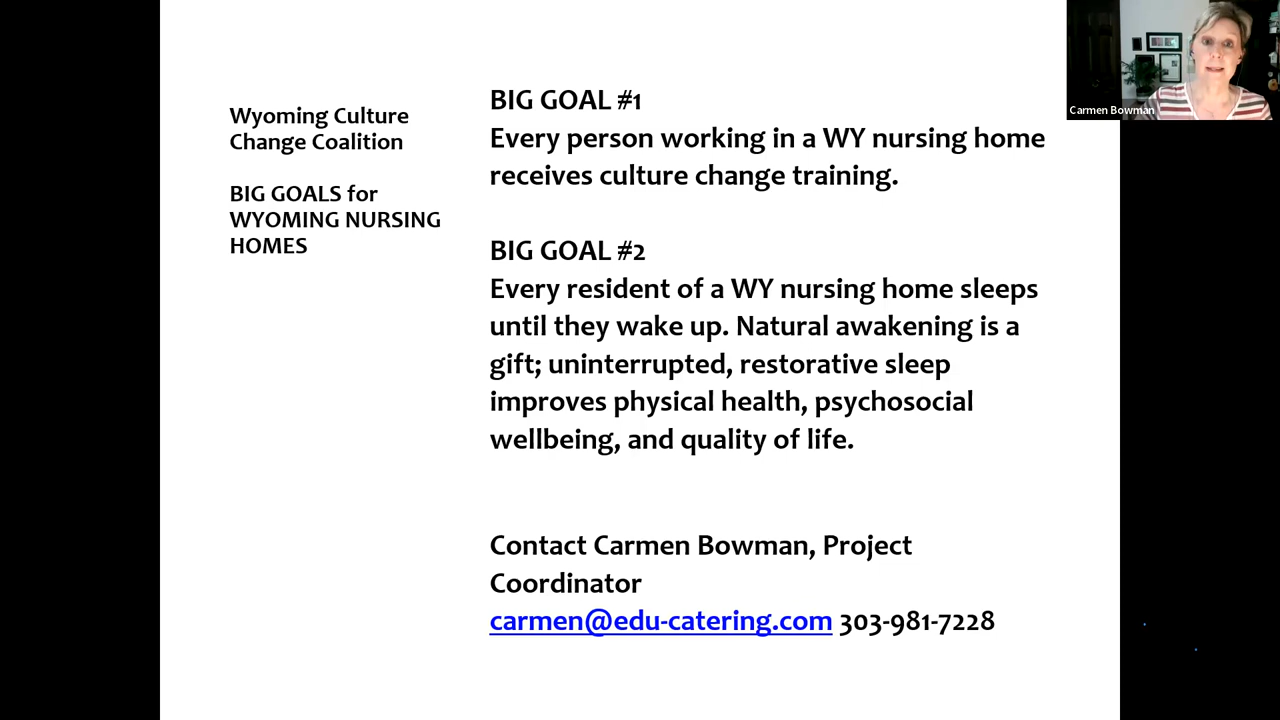 Wyoming Culture
Change Coalition
BIG GOALS for
WYOMING NURSING
HOMES
BIG GOAL #1
Every person working in a WY nursing home
receives culture change training.
BIG GOAL #2
Every resident of a WY nursing home sleeps
until they wake up. Natural awakening is a
gift; uninterrupted, restorative sleep
improves physical health, psychosocial
wellbeing, and quality of life.
Contact Carmen Bowman, Project
Coordinator
carmen@edu-catering.com 303-981-7228
Carmen Bowman